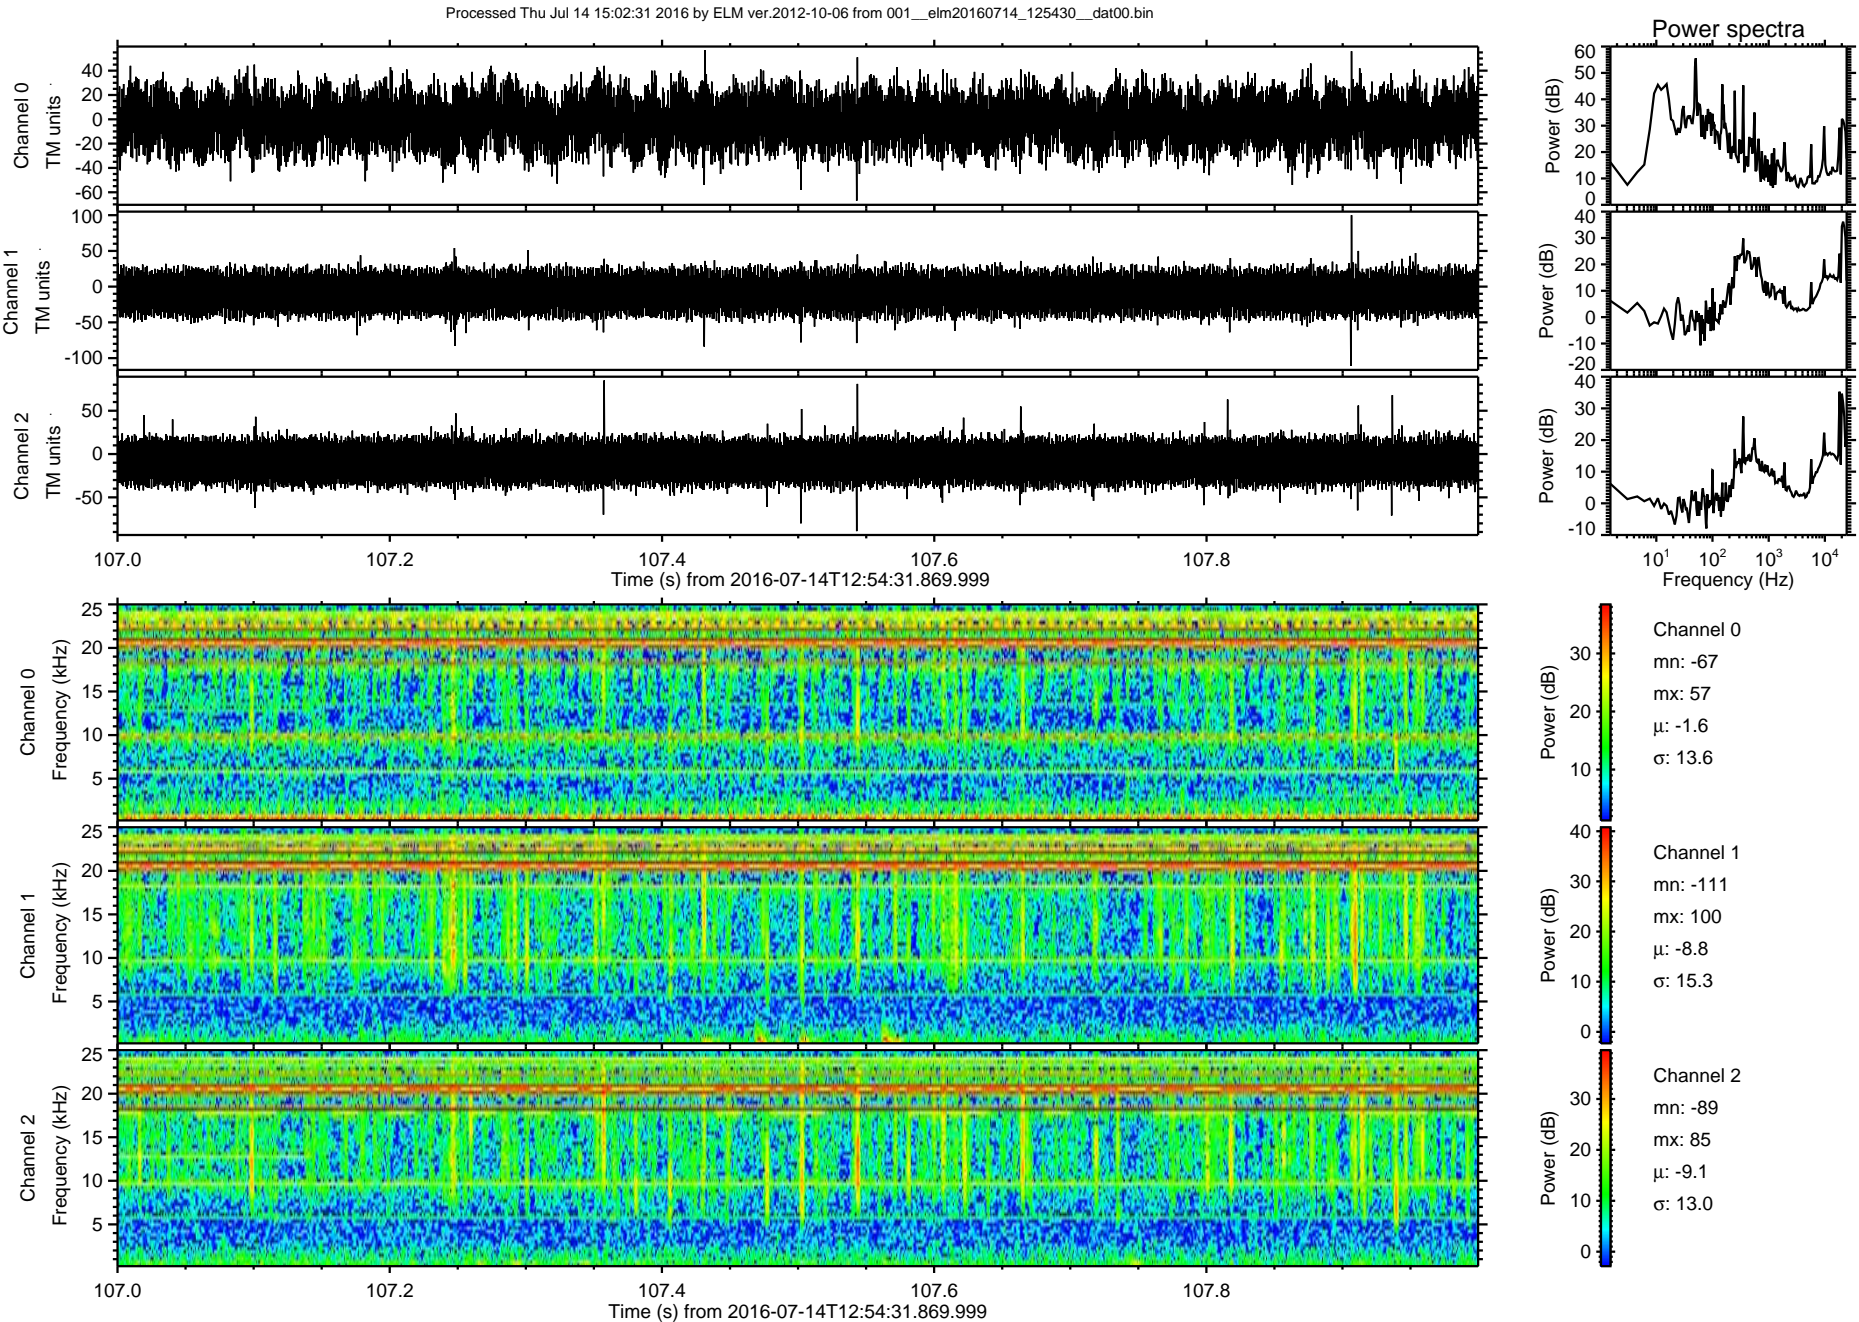 Processed Thu Jul 14 15:02:31 2016 by ELM ver.2012-10-06 from 001__elm20160714_125430__dat00.bin
Power spectra
Channel 0
TM units
40
20
0
-20
-40
-60
Power (dB)
60
50
40
30
20
10
0
Channel 1
TM units
100
50
0
-50
-100
Power (dB)
40
30
20
10
0
-10
-20
Channel 2
TM units
50
0
-50
Power (dB)
40
30
20
10
0
-10
107.0 107.2 107.4 107.6 107.8
Time (s) from 2016-07-14T12:54:31.869.999
10¹ 10² 10³ 10⁴
Frequency (Hz)
Channel 0
Frequency (kHz)
25
20
15
10
5
Power (dB)
30
20
10
Channel 0
mn: -67
mx: 57
μ: -1.6
σ: 13.6
Channel 1
Frequency (kHz)
25
20
15
10
5
Power (dB)
40
30
20
10
0
Channel 1
mn: -111
mx: 100
μ: -8.8
σ: 15.3
Channel 2
Frequency (kHz)
25
20
15
10
5
Power (dB)
30
20
10
0
Channel 2
mn: -89
mx: 85
μ: -9.1
σ: 13.0
107.0 107.2 107.4 107.6 107.8
Time (s) from 2016-07-14T12:54:31.869.999